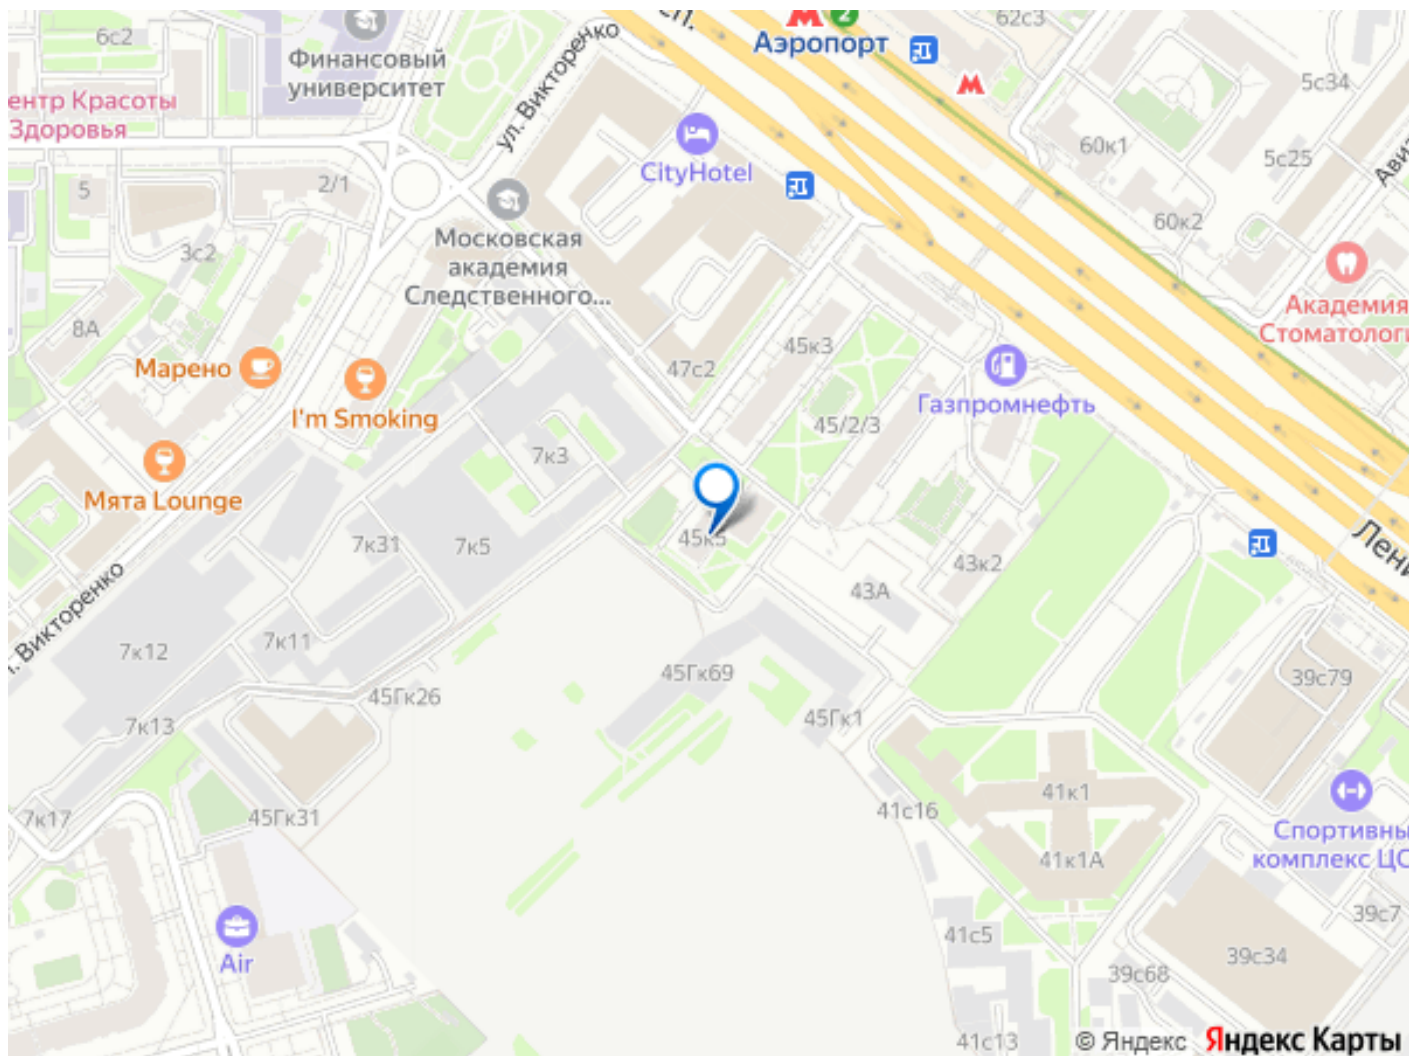 сп.
62с3
6с2
Аэропорт
Финансовый
университет
ул. Викторенко
5с34
ентр Красоты
Здоровья
60к1
5с25
CityHotel
Ави
5
2/1
60к2
3с2
Московская
академия
Следственного...
8А
Академия
Стоматологи
45к3
Марено
47с2
I'm Smoking
Газпромнефть
45/2/3
7к3
Мята Lounge
45к5
7к31
7к5
Лени
43к2
43А
. Викторенко
7к12
7к11
45Гк69
39с79
45Гк26
7к13
45Гк1
41к1
7к17
45Гк31
41с16
Спортивны
комплекс ЦС
41к1А
39с7
41с5
Air
39с68
39с34
41с13
© Яндекс Яндекс Карты